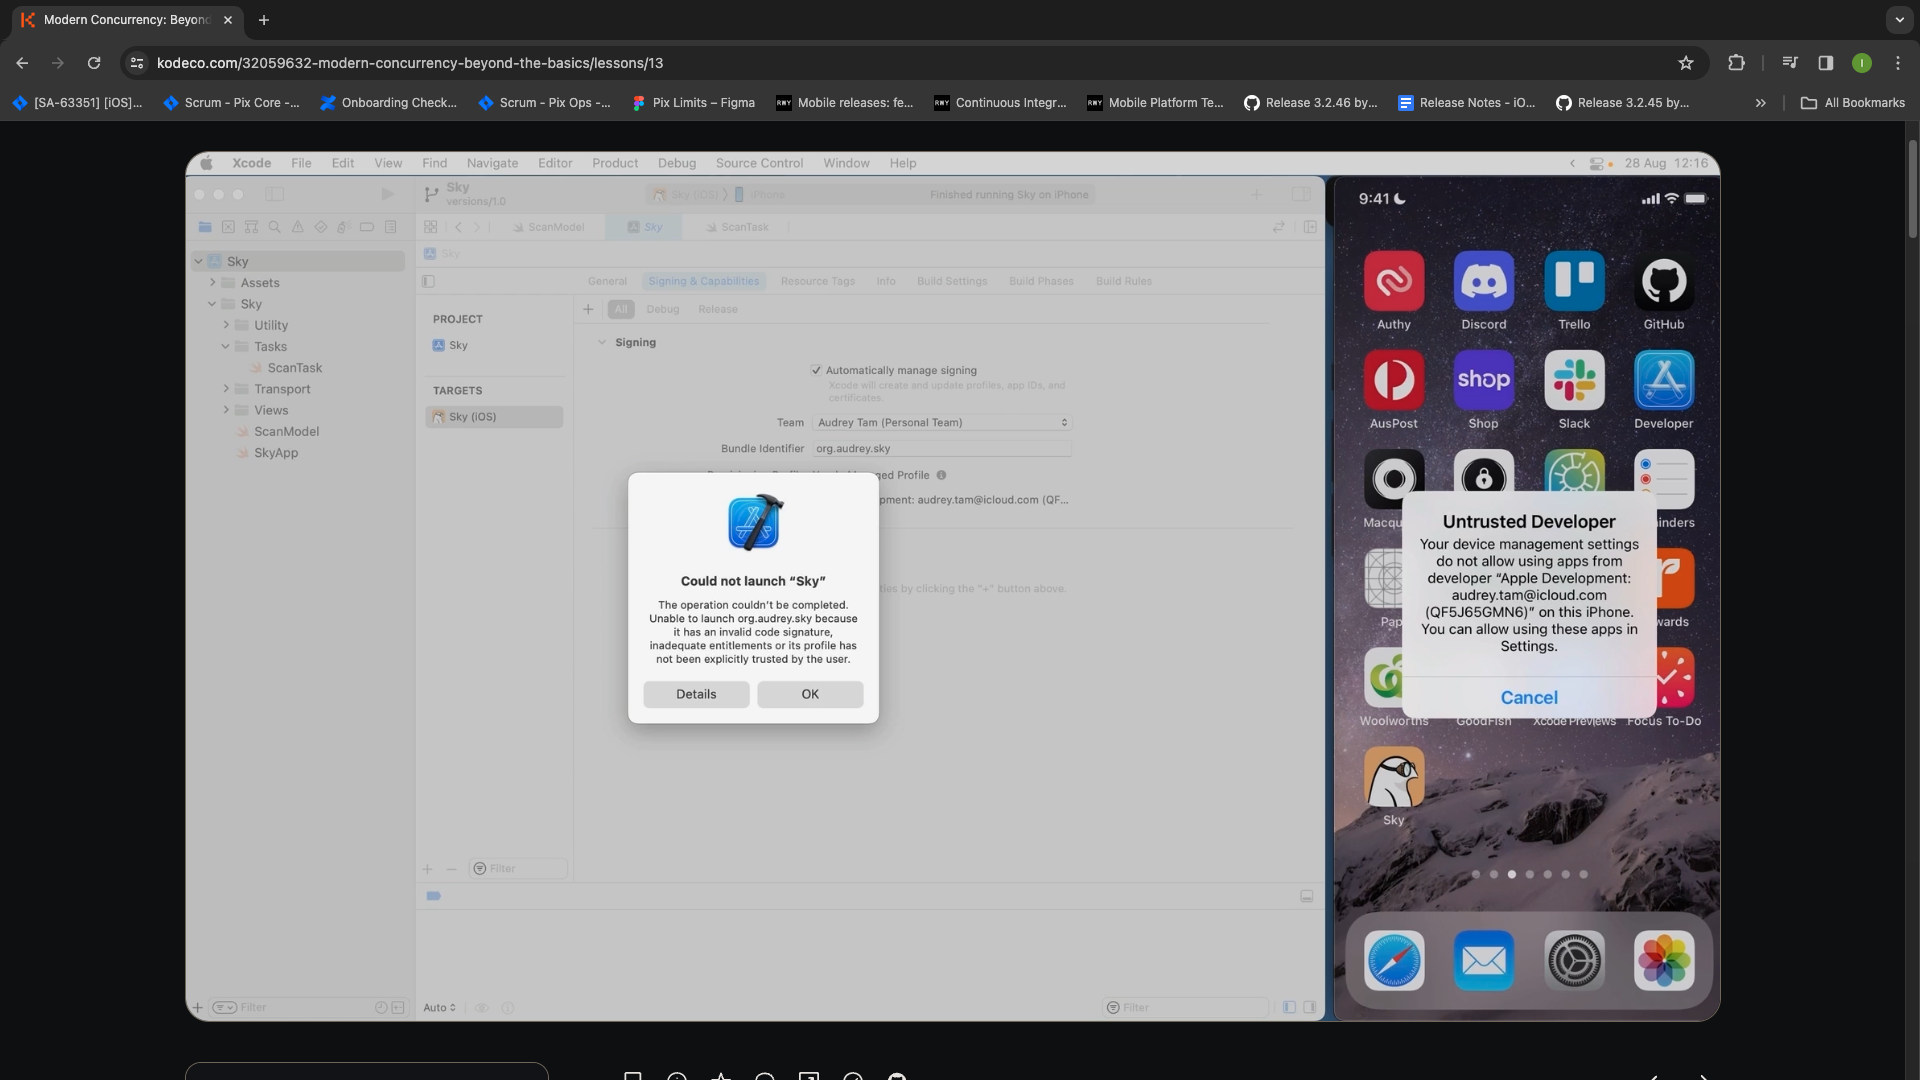 Modern Concurrency: Beyond
kodeco.com/32059632-modern-concurrency-beyond-the-basics/lessons/13
I
[SA-63351] [iOS]...
Scrum - Pix Core -...
Onboarding Check...
Scrum - Pix Ops -...
Pix Limits – Figma
Mobile releases: fe...
Continuous Integr...
Mobile Platform Te...
Release 3.2.46 by...
Release Notes - iO...
Release 3.2.45 by...
All Bookmarks
Xcode File Edit View Find Navigate Editor Product Debug Source Control Window Help
28 Aug 12:16
Sky
versions/1.0
Sky (iOS) iPhone
Finished running Sky on iPhone
ScanModel
Sky
ScanTask
Sky
Sky
Assets
Sky
Utility
Tasks
ScanTask
Transport
Views
ScanModel
SkyApp
General Signing & Capabilities Resource Tags Info Build Settings Build Phases Build Rules
PROJECT
Sky
TARGETS
Sky (iOS)
All Debug Release
Signing
Automatically manage signing
Xcode will create and update profiles, app IDs, and
certificates.
Team Audrey Tam (Personal Team)
Bundle Identifier org.audrey.sky
ged Profile
pment: audrey.tam@icloud.com (QF...
ties by clicking the "+" button above.
Could not launch “Sky”
The operation couldn’t be completed.
Unable to launch org.audrey.sky because
it has an invalid code signature,
inadequate entitlements or its profile has
not been explicitly trusted by the user.
Details
OK
Filter
Filter
Auto
Filter
9:41
Authy Discord Trello GitHub
AusPost Shop Slack Developer
shop
Macqu
inders
Pap
wards
Untrusted Developer
Your device management settings
do not allow using apps from
developer “Apple Development:
audrey.tam@icloud.com
(QF5J65GMN6)” on this iPhone.
You can allow using these apps in
Settings.
Cancel
Woolworths GoodFish Xcode Previews Focus To-Do
Sky